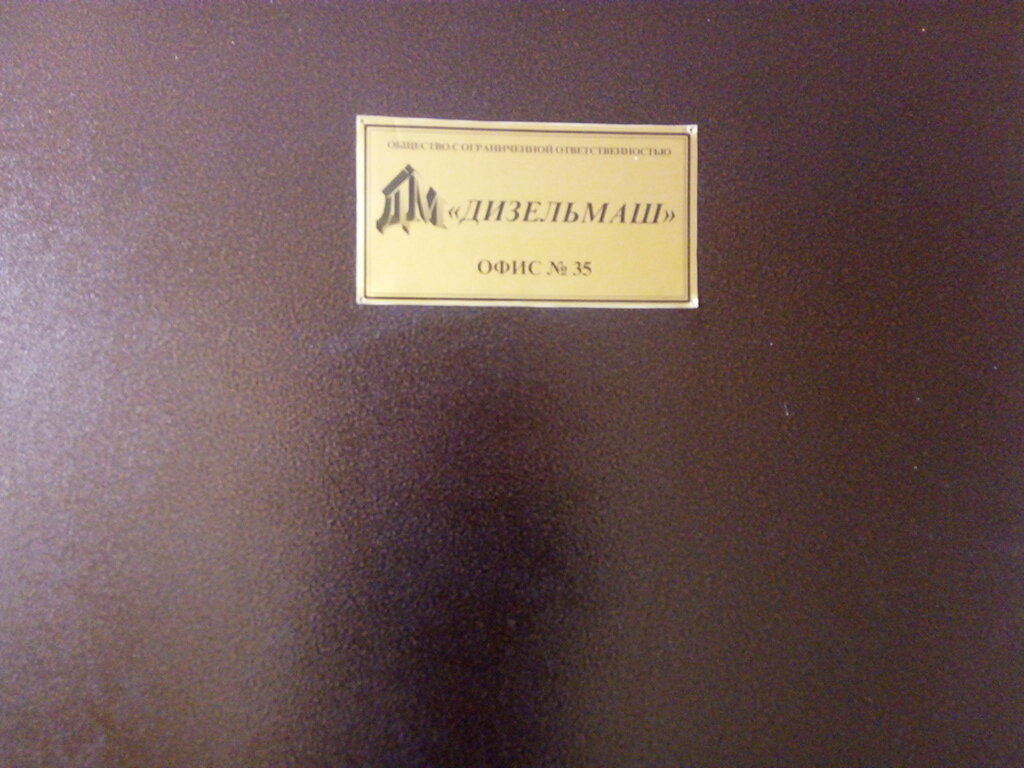 ОБЩЕСТВО С ОГРАНИЧЕННОЙ ОТВЕТСТВЕННОСТЬЮ
ДМ «ДИЗЕЛЬМАШ»
ОФИС № 35